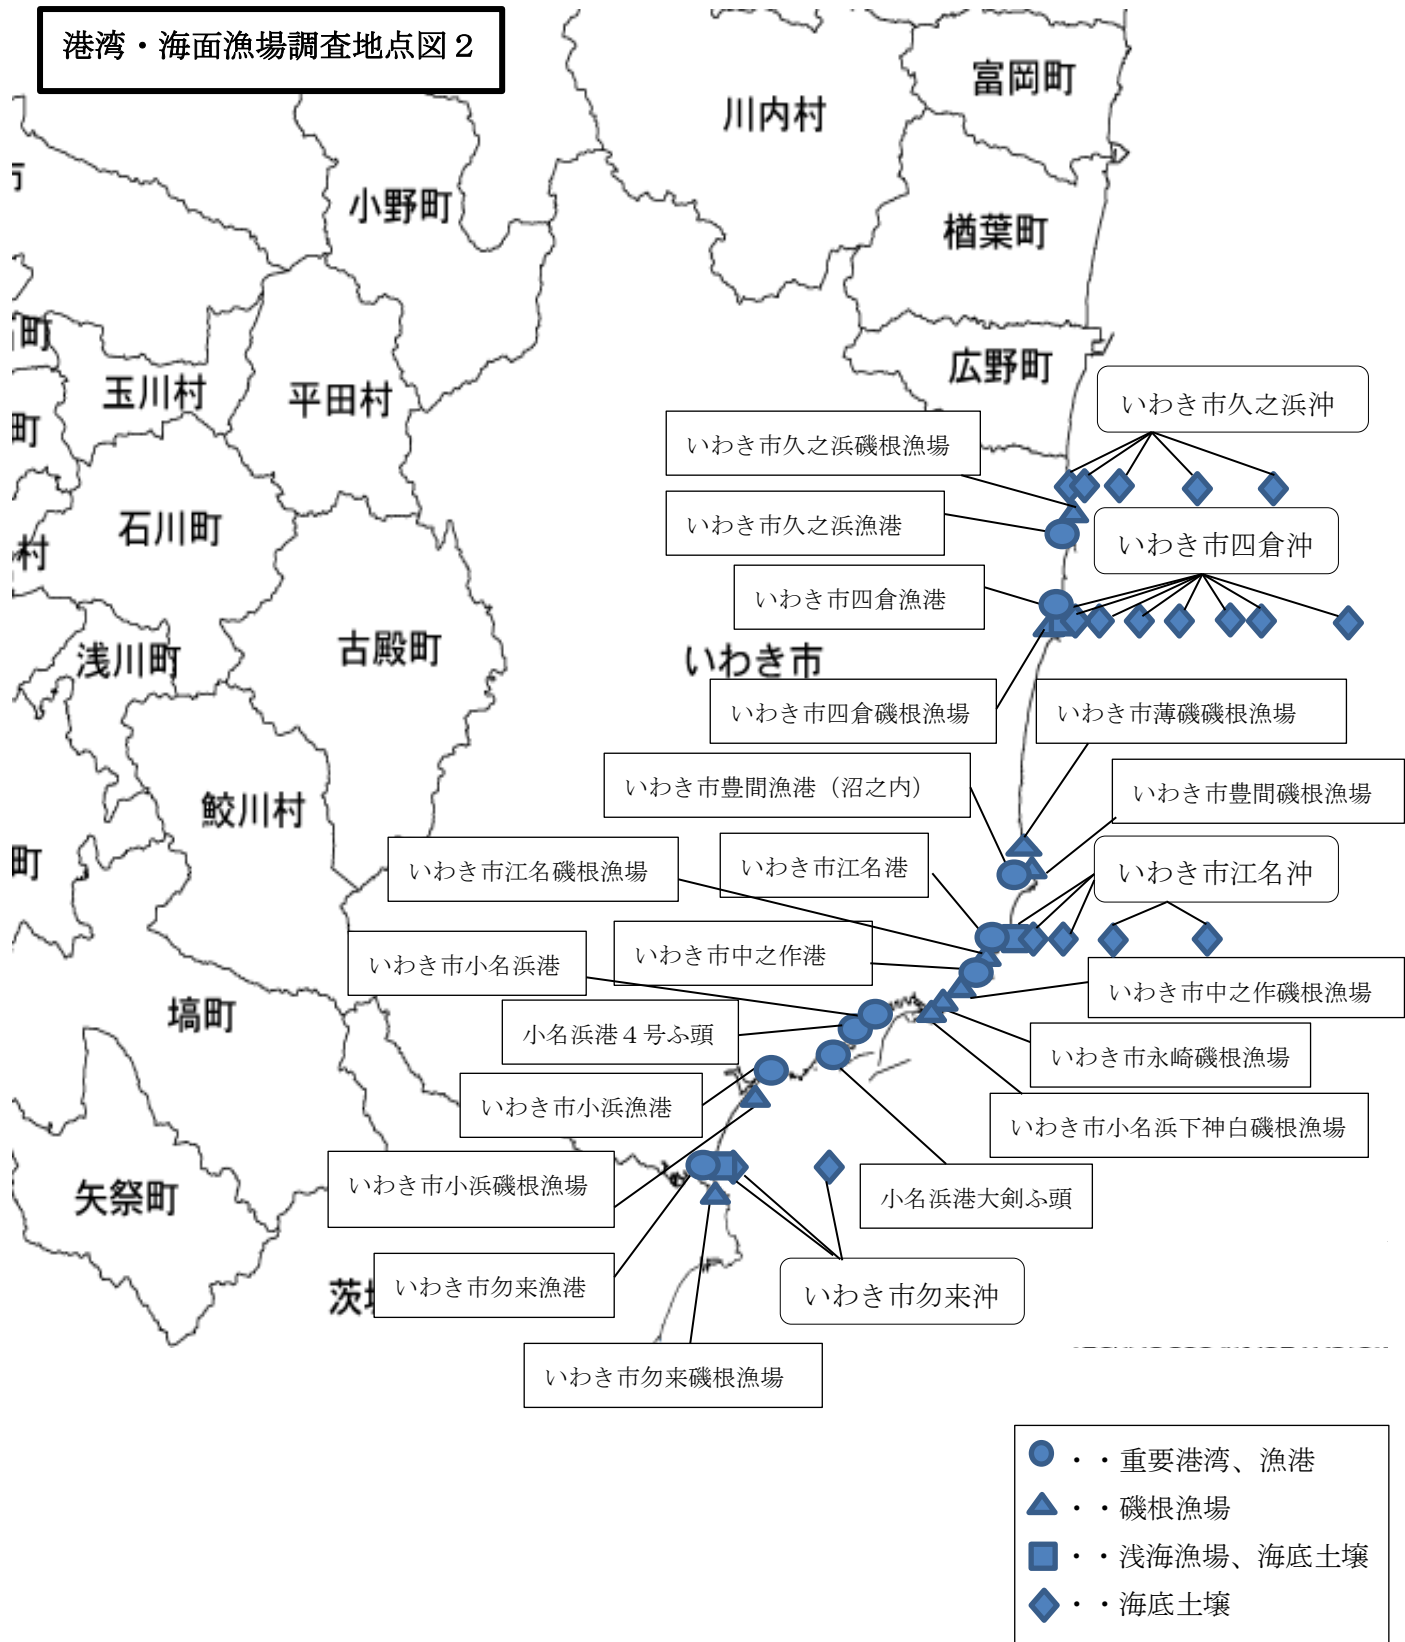 港湾・海面漁場調査地点図２
富岡町
川内村
小野町
楢葉町
町
広野町
玉川村
平田村
いわき市久之浜沖
町
いわき市久之浜磯根漁場
石川町
いわき市久之浜漁港
村
いわき市四倉沖
いわき市四倉漁港
古殿町
浅川町
いわき市
いわき市四倉磯根漁場
いわき市薄磯磯根漁場
いわき市豊間漁港（沼之内）
いわき市豊間磯根漁場
鮫川村
町
いわき市江名磯根漁場
いわき市江名港
いわき市江名沖
いわき市小名浜港
いわき市中之作港
いわき市中之作磯根漁場
塙町
小名浜港４号ふ頭
いわき市永崎磯根漁場
いわき市小浜漁港
いわき市小名浜下神白磯根漁場
いわき市小浜磯根漁場
矢祭町
小名浜港大剣ふ頭
いわき市勿来漁港
いわき市勿来沖
茨
いわき市勿来磯根漁場
・・重要港湾、漁港
・・磯根漁場
・・浅海漁場、海底土壌
・・海底土壌